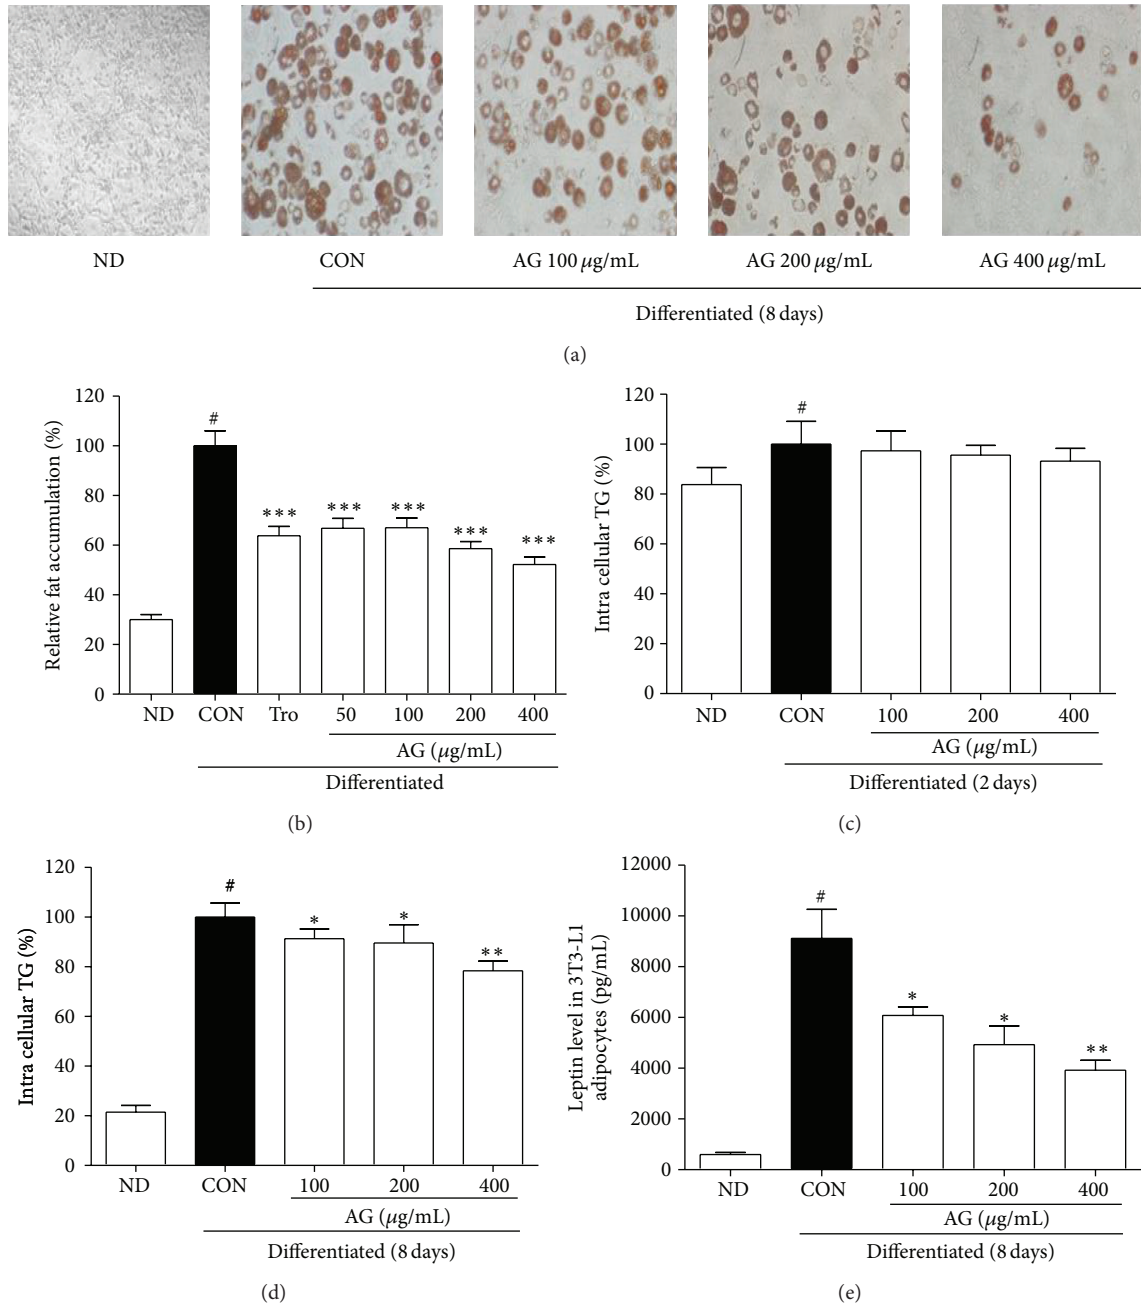 ND
CON
AG 100 μg/mL
AG 200 μg/mL
AG 400 μg/mL
Differentiated (8 days)
(a)
Relative fat accumulation (%)
120
100
80
60
40
20
0
#
***
***
***
***
***
ND
CON
Tro
50
100
200
400
AG (μg/mL)
Differentiated
(b)
Intra cellular TG (%)
120
100
80
60
40
20
0
#
ND
CON
100
200
400
AG (μg/mL)
Differentiated (2 days)
(c)
Intra cellular TG (%)
120
100
80
60
40
20
0
#
*
*
**
ND
CON
100
200
400
AG (μg/mL)
Differentiated (8 days)
(d)
Leptin level in 3T3-L1
adipocytes (pg/mL)
12000
10000
8000
6000
4000
2000
0
#
*
*
**
ND
CON
100
200
400
AG (μg/mL)
Differentiated (8 days)
(e)